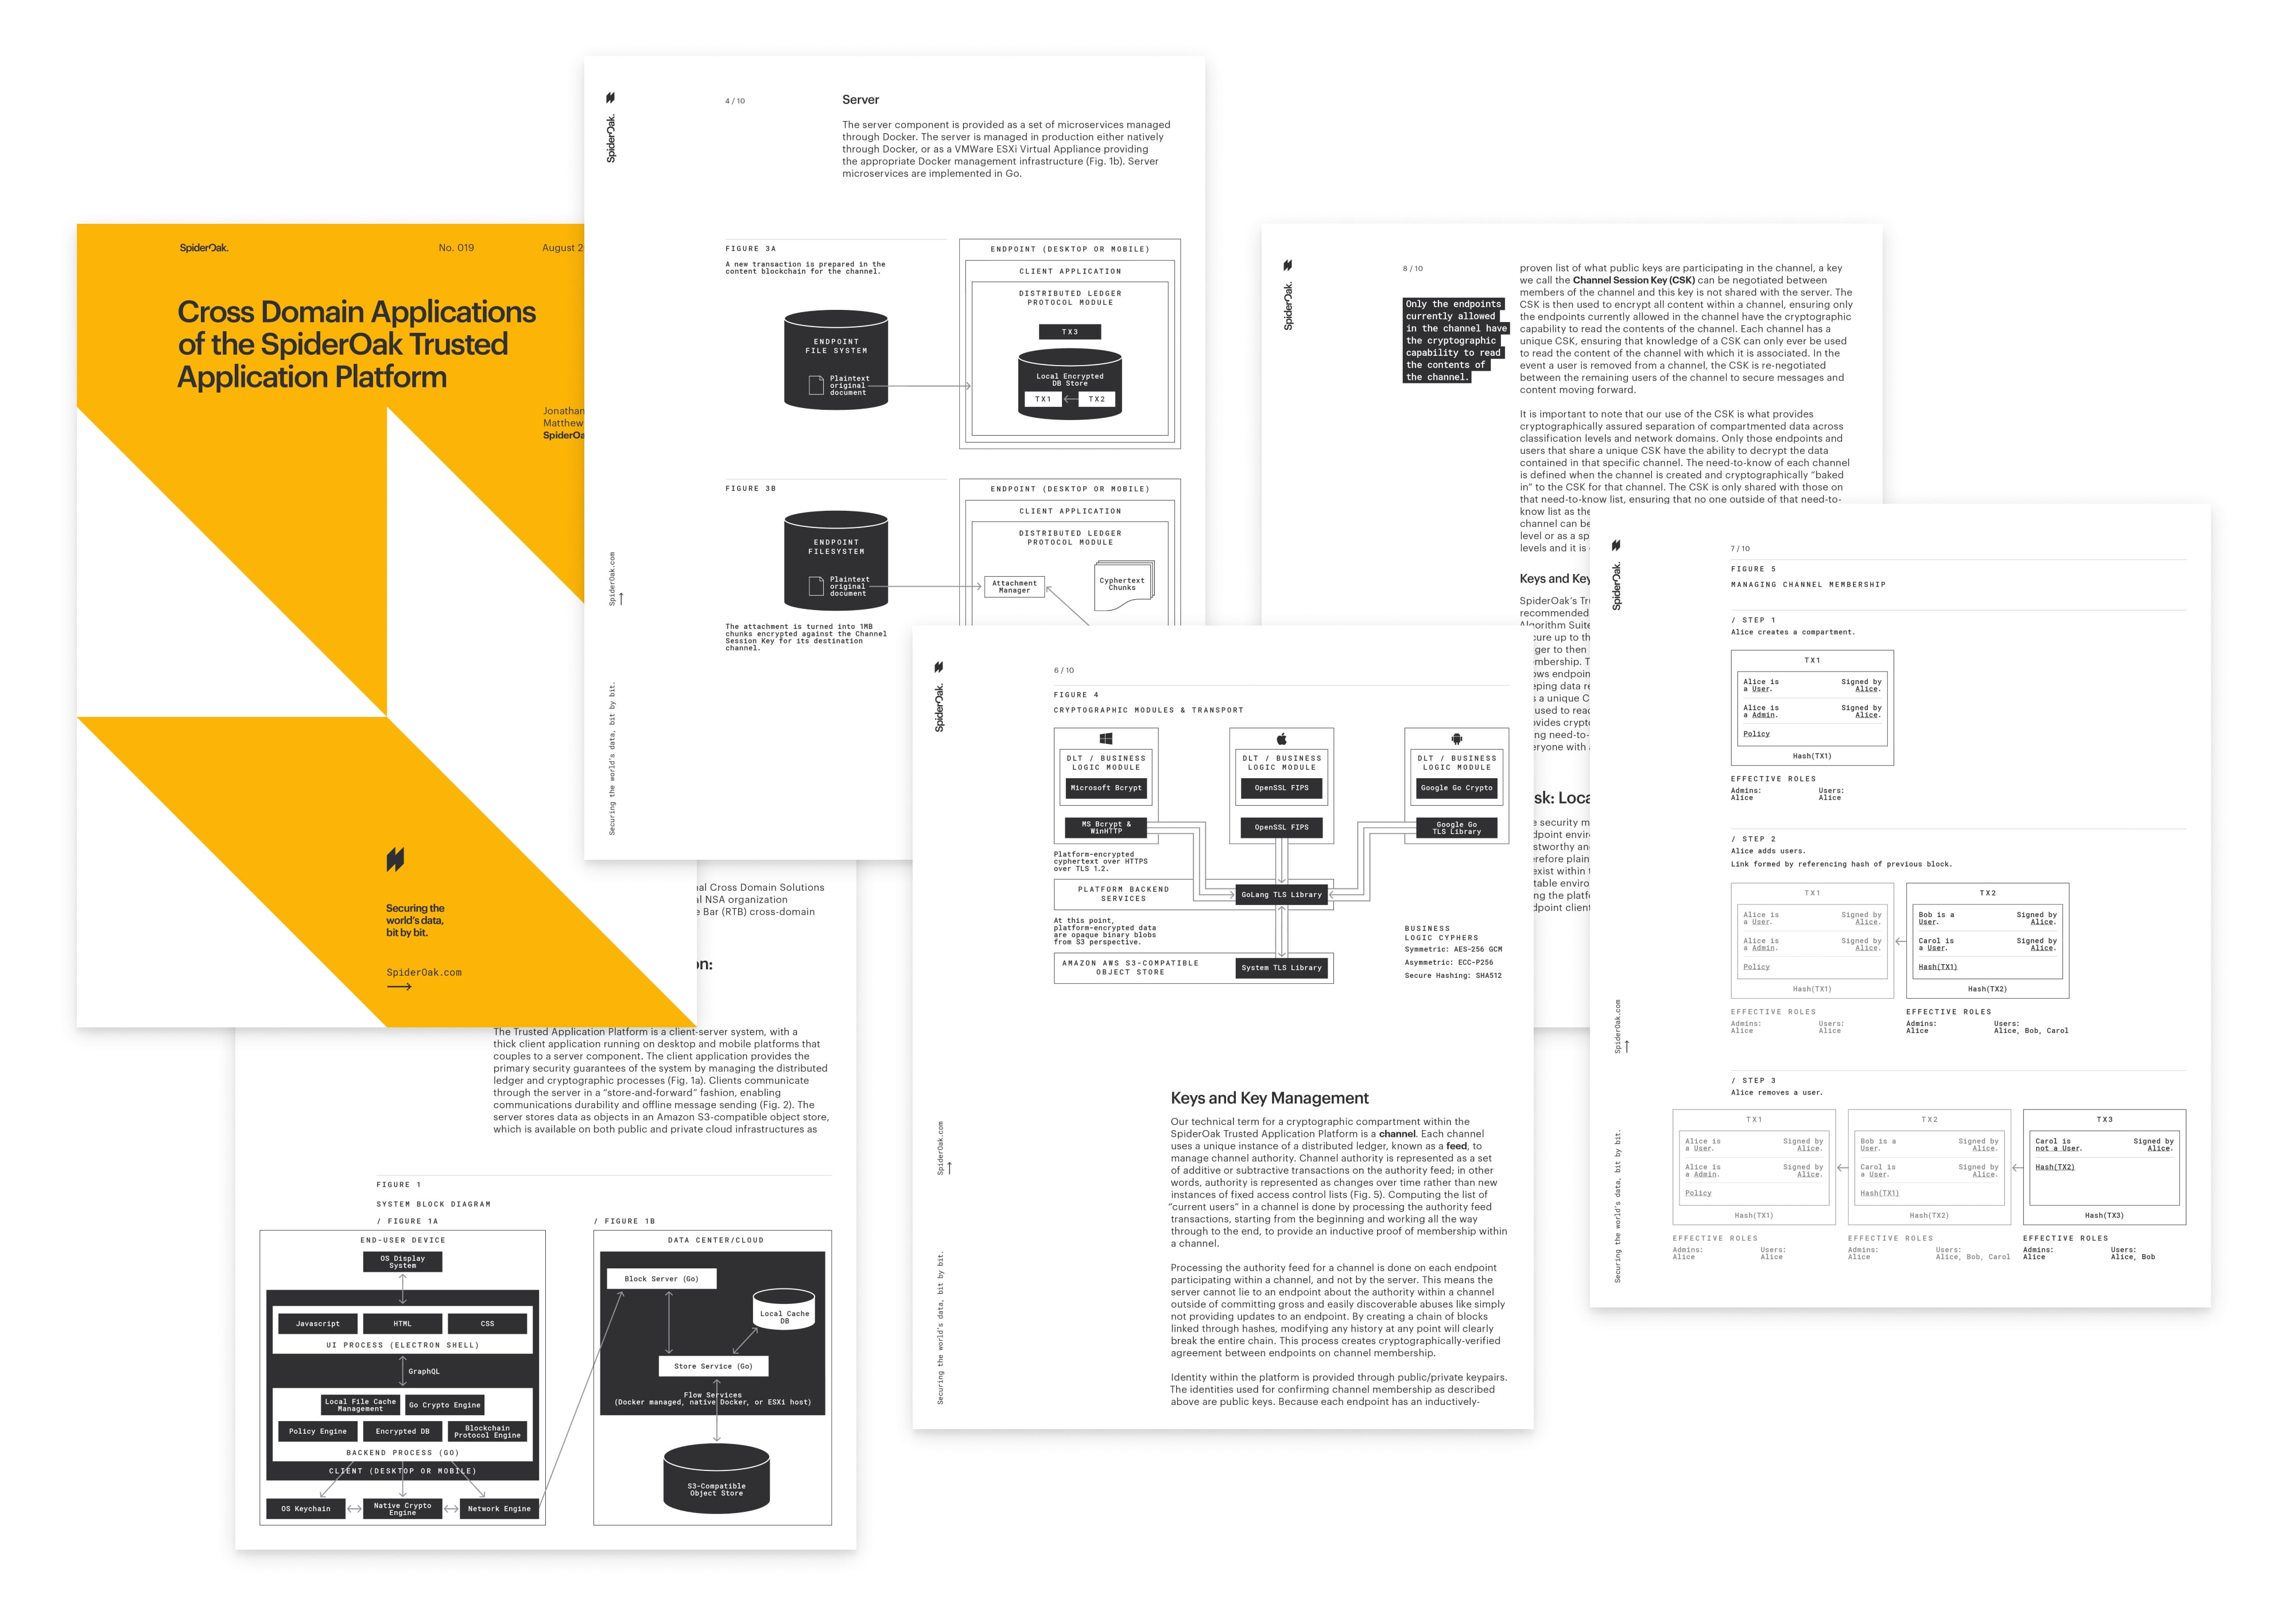 SpiderOak.
No. 019
August 2
Cross Domain Applications
of the SpiderOak Trusted
Application Platform
Jonathan
Matthew
SpiderOa
Securing the
world's data,
bit by bit.
SpiderOak.com
al Cross Domain Solutions
al NSA organization
e Bar (RTB) cross-domain
on:
The Trusted Application Platform is a client-server system, with a
thick client application running on desktop and mobile platforms that
couples to a server component. The client application provides the
primary security guarantees of the system by managing the distributed
ledger and cryptographic processes (Fig. 1a). Clients communicate
through the server in a "store-and-forward" fashion, enabling
communications durability and offline message sending (Fig. 2). The
server stores data as objects in an Amazon S3-compatible object store,
which is available on both public and private cloud infrastructures as
FIGURE 1
SYSTEM BLOCK DIAGRAM
/ FIGURE 1A
END-USER DEVICE
OS Display
System
Javascript
HTML
CSS
UI PROCESS (ELECTRON SHELL)
GraphQL
Local File Cache
Management
Go Crypto Engine
Policy Engine
Encrypted DB
Blockchain
Protocol Engine
BACKEND PROCESS (GO)
CLIENT (DESKTOP OR MOBILE)
OS Keychain
Native Crypto
Engine
Network Engine
/ FIGURE 1B
DATA CENTER/CLOUD
Block Server (Go)
Local Cache
DB
Store Service (Go)
Flow Services
(Docker managed, native Docker, or ESXi host)
S3-Compatible
Object Store
SpiderOak.
SpiderOak.com
Securing the world's data, bit by bit.
4 / 10
Server
The server component is provided as a set of microservices managed
through Docker. The server is managed in production either natively
through Docker, or as a VMWare ESXi Virtual Appliance providing
the appropriate Docker management infrastructure (Fig. 1b). Server
microservices are implemented in Go.
FIGURE 3A
A new transaction is prepared in the
content blockchain for the channel.
ENDPOINT
FILE SYSTEM
Plaintext
original
document
ENDPOINT (DESKTOP OR MOBILE)
CLIENT APPLICATION
DISTRIBUTED LEDGER
PROTOCOL MODULE
TX3
Local Encrypted
DB Store
TX1
TX2
FIGURE 3B
ENDPOINT
FILESYSTEM
Plaintext
original
document
The attachment is turned into 1MB
chunks encrypted against the Channel
Session Key for its destination
channel.
ENDPOINT (DESKTOP OR MOBILE)
CLIENT APPLICATION
DISTRIBUTED LEDGER
PROTOCOL MODULE
Attachment
Manager
Cyphertext
Chunks
SpiderOak.
SpiderOak.com
Securing the world's data, bit by bit.
6 / 10
FIGURE 4
CRYPTOGRAPHIC MODULES & TRANSPORT
DLT / BUSINESS
LOGIC MODULE
Microsoft Bcrypt
MS Bcrypt &
WinHTTP
DLT / BUSINESS
LOGIC MODULE
OpenSSL FIPS
OpenSSL FIPS
DLT / BUSINESS
LOGIC MODULE
Google Go Crypto
Google Go
TLS Library
Platform-encrypted
cyphertext over HTTPS
over TLS 1.2.
PLATFORM BACKEND
SERVICES
GoLang TLS Library
At this point,
platform-encrypted data
are opaque binary blobs
from S3 perspective.
AMAZON AWS S3-COMPATIBLE
OBJECT STORE
System TLS Library
BUSINESS
LOGIC CYPHERS
Symmetric: AES-256 GCM
Asymmetric: ECC-P256
Secure Hashing: SHA512
Keys and Key Management
Our technical term for a cryptographic compartment within the
SpiderOak Trusted Application Platform is a channel. Each channel
uses a unique instance of a distributed ledger, known as a feed, to
manage channel authority. Channel authority is represented as a set
of additive or subtractive transactions on the authority feed; in other
words, authority is represented as changes over time rather than new
instances of fixed access control lists (Fig. 5). Computing the list of
"current users" in a channel is done by processing the authority feed
transactions, starting from the beginning and working all the way
through to the end, to provide an inductive proof of membership within
a channel.
Processing the authority feed for a channel is done on each endpoint
participating within a channel, and not by the server. This means the
server cannot lie to an endpoint about the authority within a channel
outside of committing gross and easily discoverable abuses like simply
not providing updates to an endpoint. By creating a chain of blocks
linked through hashes, modifying any history at any point will clearly
break the entire chain. This process creates cryptographically-verified
agreement between endpoints on channel membership.
Identity within the platform is provided through public/private keypairs.
The identities used for confirming channel membership as described
above are public keys. Because each endpoint has an inductively-
SpiderOak.
8 / 10
Only the endpoints
currently allowed
in the channel have
the cryptographic
capability to read
the contents of
the channel.
proven list of what public keys are participating in the channel, a key
we call the Channel Session Key (CSK) can be negotiated between
members of the channel and this key is not shared with the server. The
CSK is then used to encrypt all content within a channel, ensuring only
the endpoints currently allowed in the channel have the cryptographic
capability to read the contents of the channel. Each channel has a
unique CSK, ensuring that knowledge of a CSK can only ever be used
to read the content of the channel with which it is associated. In the
event a user is removed from a channel, the CSK is re-negotiated
between the remaining users of the channel to secure messages and
content moving forward.
It is important to note that our use of the CSK is what provides
cryptographically assured separation of compartmented data across
classification levels and network domains. Only those endpoints and
users that share a unique CSK have the ability to decrypt the data
contained in that specific channel. The need-to-know of each channel
is defined when the channel is created and cryptographically "baked
in" to the CSK for that channel. The CSK is only shared with those on
that need-to-know list, ensuring that no one outside of that need-to-
know list as the
channel can be
level or as a sp
levels and it is
Keys and Key
SpiderOak's Tru
recommended
Algorithm Suite
cure up to th
ger to then
mbership. T
ows endpoin
eping data re
s a unique C
used to read
ovides crypto
ng need-to-
eryone with
sk: Loca
e security m
dpoint envir
stworthy an
erefore plain
exist within t
table enviro
ng the platfo
dpoint client
SpiderOak.
SpiderOak.com
Securing the world's data, bit by bit.
7 / 10
FIGURE 5
MANAGING CHANNEL MEMBERSHIP
/ STEP 1
Alice creates a compartment.
TX1
Alice is Signed by
a User. Alice.
Alice is Signed by
a Admin. Alice.
Policy
Hash(TX1)
EFFECTIVE ROLES
Admins: Users:
Alice Alice
/ STEP 2
Alice adds users.
Link formed by referencing hash of previous block.
TX1
Alice is Signed by
a User. Alice.
Alice is Signed by
a Admin. Alice.
Policy
Hash(TX1)
EFFECTIVE ROLES
Admins: Users:
Alice Alice
TX2
Bob is a Signed by
User. Alice.
Carol is Signed by
a User. Alice.
Hash(TX1)
Hash(TX2)
EFFECTIVE ROLES
Admins: Users:
Alice Alice, Bob, Carol
/ STEP 3
Alice removes a user.
TX1
Alice is Signed by
a User. Alice.
Alice is Signed by
a Admin. Alice.
Policy
Hash(TX1)
EFFECTIVE ROLES
Admins: Users:
Alice Alice
TX2
Bob is a Signed by
User. Alice.
Carol is Signed by
a User. Alice.
Hash(TX1)
Hash(TX2)
EFFECTIVE ROLES
Admins: Users:
Alice Alice, Bob, Carol
TX3
Carol is Signed by
not a User. Alice.
Hash(TX2)
Hash(TX3)
EFFECTIVE ROLES
Admins: Users:
Alice Alice, Bob
SpiderOak.com
Securing the world's data, bit by bit.